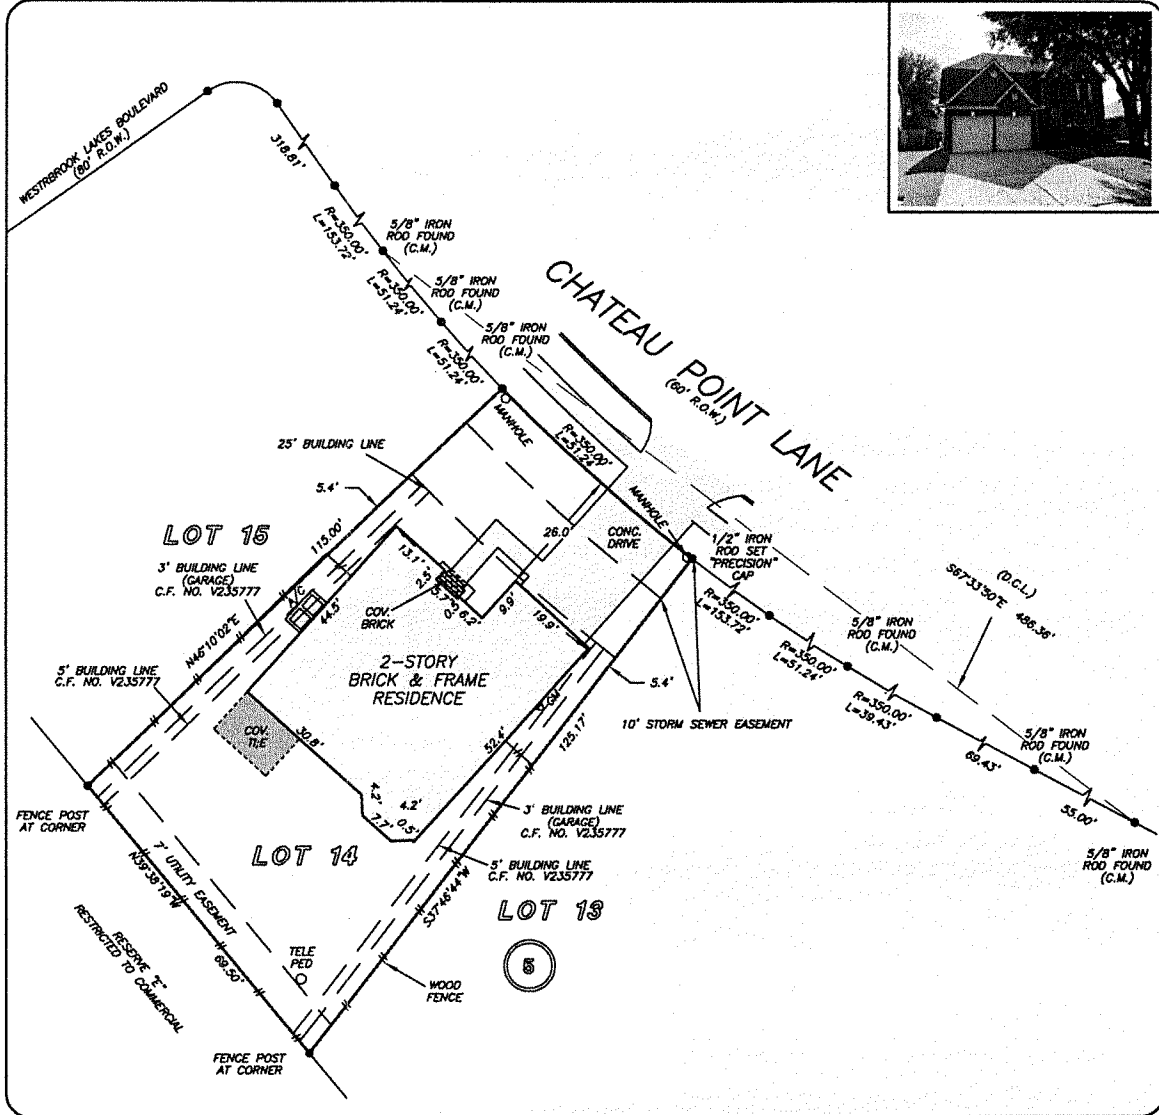 WESTRBROOK LAKES BOULEVARD
(80' R.O.W.)
318.81'
R=350.00'
L=153.72'
5/8" IRON
ROD FOUND
(C.M.)
R=350.00'
L=51.24'
5/8" IRON
ROD FOUND
(C.M.)
R=350.00'
L=51.24'
5/8" IRON
ROD FOUND
(C.M.)
CHATEAU POINT LANE
(60' R.O.W.)
MANHOLE
R=350.00'
L=51.24'
25' BUILDING LINE
5.4'
LOT 15
115.00'
3' BUILDING LINE
(GARAGE)
C.F. NO. V235777
A/C
44.5'
N46°10'02"E
5' BUILDING LINE
C.F. NO. V235777
13.1'
2.5'
5.7'
6.2'
9.9'
COV.
BRICK
26.0'
CONC.
DRIVE
MANHOLE
1/2" IRON
ROD SET
"PRECISION"
CAP
19.9'
2-STORY
BRICK & FRAME
RESIDENCE
COV.
TILE
30.8'
GM
52.4'
5.4'
125.17'
10' STORM SEWER EASEMENT
R=350.00'
L=153.72'
5/8" IRON
ROD FOUND
(C.M.)
R=350.00'
L=51.24'
(D.C.L.)
S67°33'50"E 486.36'
R=350.00'
L=39.43'
69.43'
5/8" IRON
ROD FOUND
(C.M.)
55.00'
5/8" IRON
ROD FOUND
(C.M.)
FENCE POST
AT CORNER
4.2'
7.7'
4.2'
0.5'
3' BUILDING LINE
(GARAGE)
C.F. NO. V235777
5' BUILDING LINE
C.F. NO. V235777
LOT 14
7' UTILITY EASEMENT
N39°38'19"W
69.50'
S37°46'44"W
LOT 13
5
RESERVE "E"
RESTRICTED TO COMMERCIAL
TELE
PED
WOOD
FENCE
FENCE POST
AT CORNER